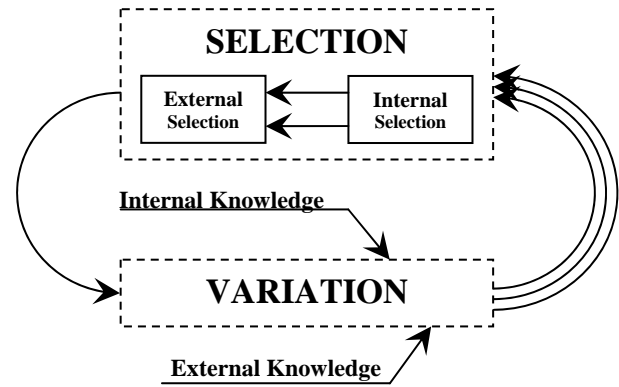 SELECTION
External
Selection
Internal
Selection
Internal Knowledge
VARIATION
External Knowledge